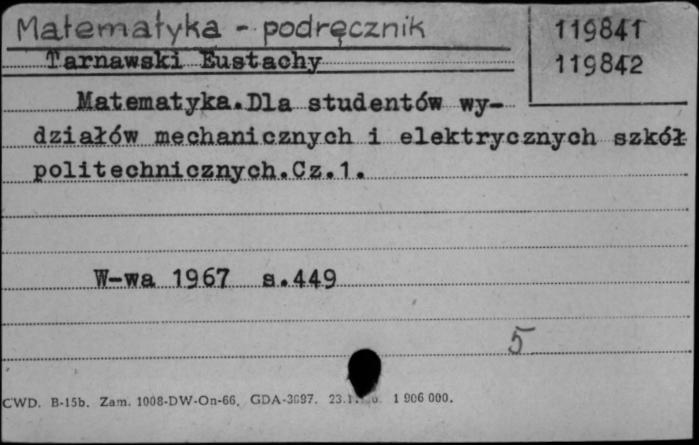 Matematyka - podręcznik
119841
Tarnawski Eustachy
119842
Matematyka.Dla studentów wy-
działów mechanicznych i elektrycznych szkół
politechnicznych.Cz.1.
W-wa 1967 s.449
5
CWD. B-15b. Zam. 1008-DW-On-66. GDA-3697. 1 906 000.